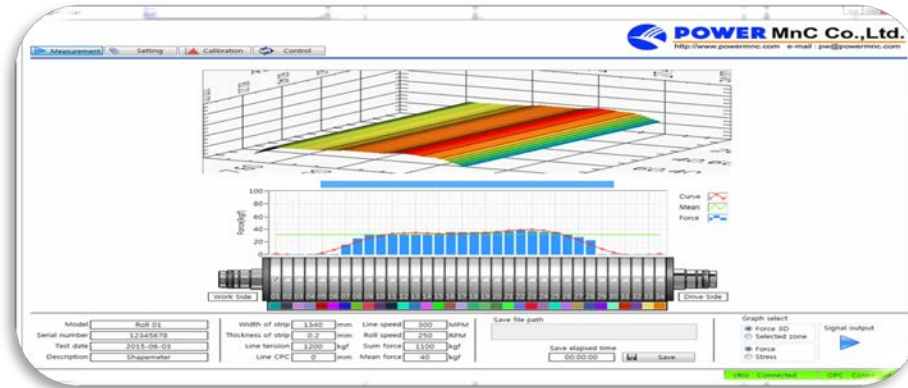 POWER MnC Co.,Ltd.
http://www.powermnc.com e-mail : pw@powermnc.com
Measurement Setting Calibration Control
100
80
60
40
20
0
Force[kgf]
Curve
Mean
Force
Work Side
Drive Side
Model Roll 01
Serial number 12345678
Test date 2015-06-03
Description Shapemeter
Width of strip 1340 mm
Thickness of strip 0.2 mm
Line tension 1200 kgf
Line CPC 0 mm
Line speed 300 MPM
Roll speed 250 RPM
Sum force 1100 kgf
Mean force 40 kgf
Save file path
Save elapsed time
00:00:00 Save
Graph select
Force 3D
Selected zone
Force
Stress
Signal output
cRio : Connected
OPC : Connected